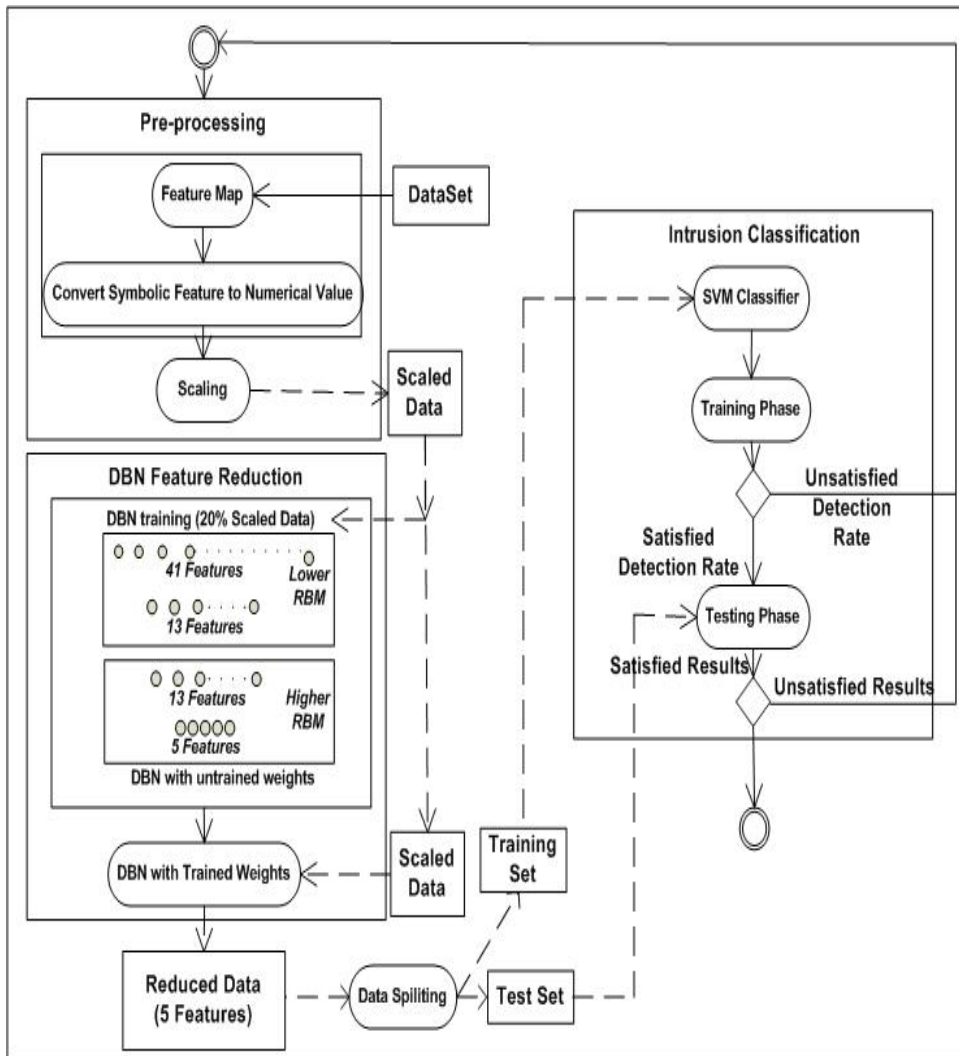 Pre-processing
Feature Map
DataSet
Convert Symbolic Feature to Numerical Value
Scaling
Scaled
Data
DBN Feature Reduction
DBN training (20% Scaled Data)
41 Features
Lower
RBM
13 Features
13 Features
Higher
RBM
5 Features
DBN with untrained weights
DBN with Trained Weights
Scaled
Data
Reduced Data
(5 Features)
Data Spiliting
Training
Set
Test Set
Intrusion Classification
SVM Classifier
Training Phase
Unsatisfied
Detection
Rate
Satisfied
Detection Rate
Testing Phase
Satisfied Results
Unsatisfied Results